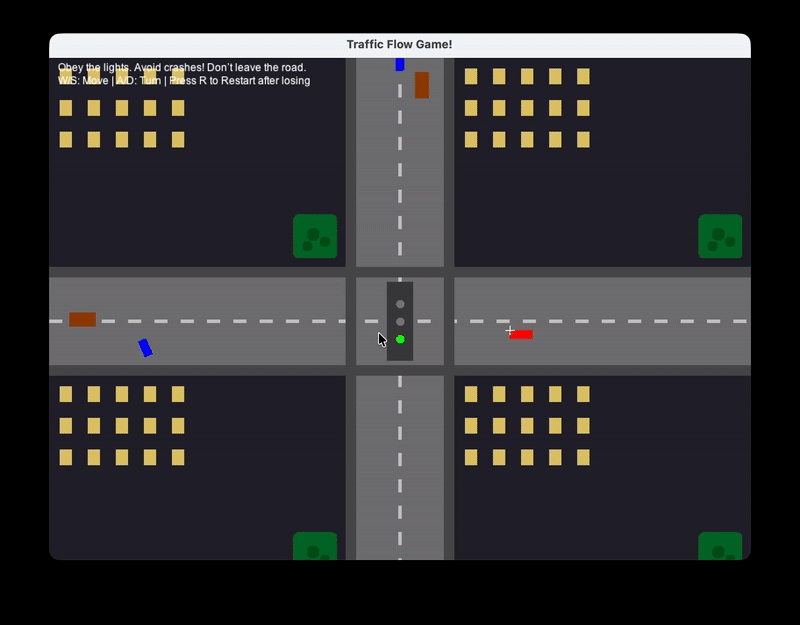 Traffic Flow Game!
Obey the lights. Avoid crashes! Don't leave the road.
W/S: Move | A/D: Turn | Press R to Restart after losing